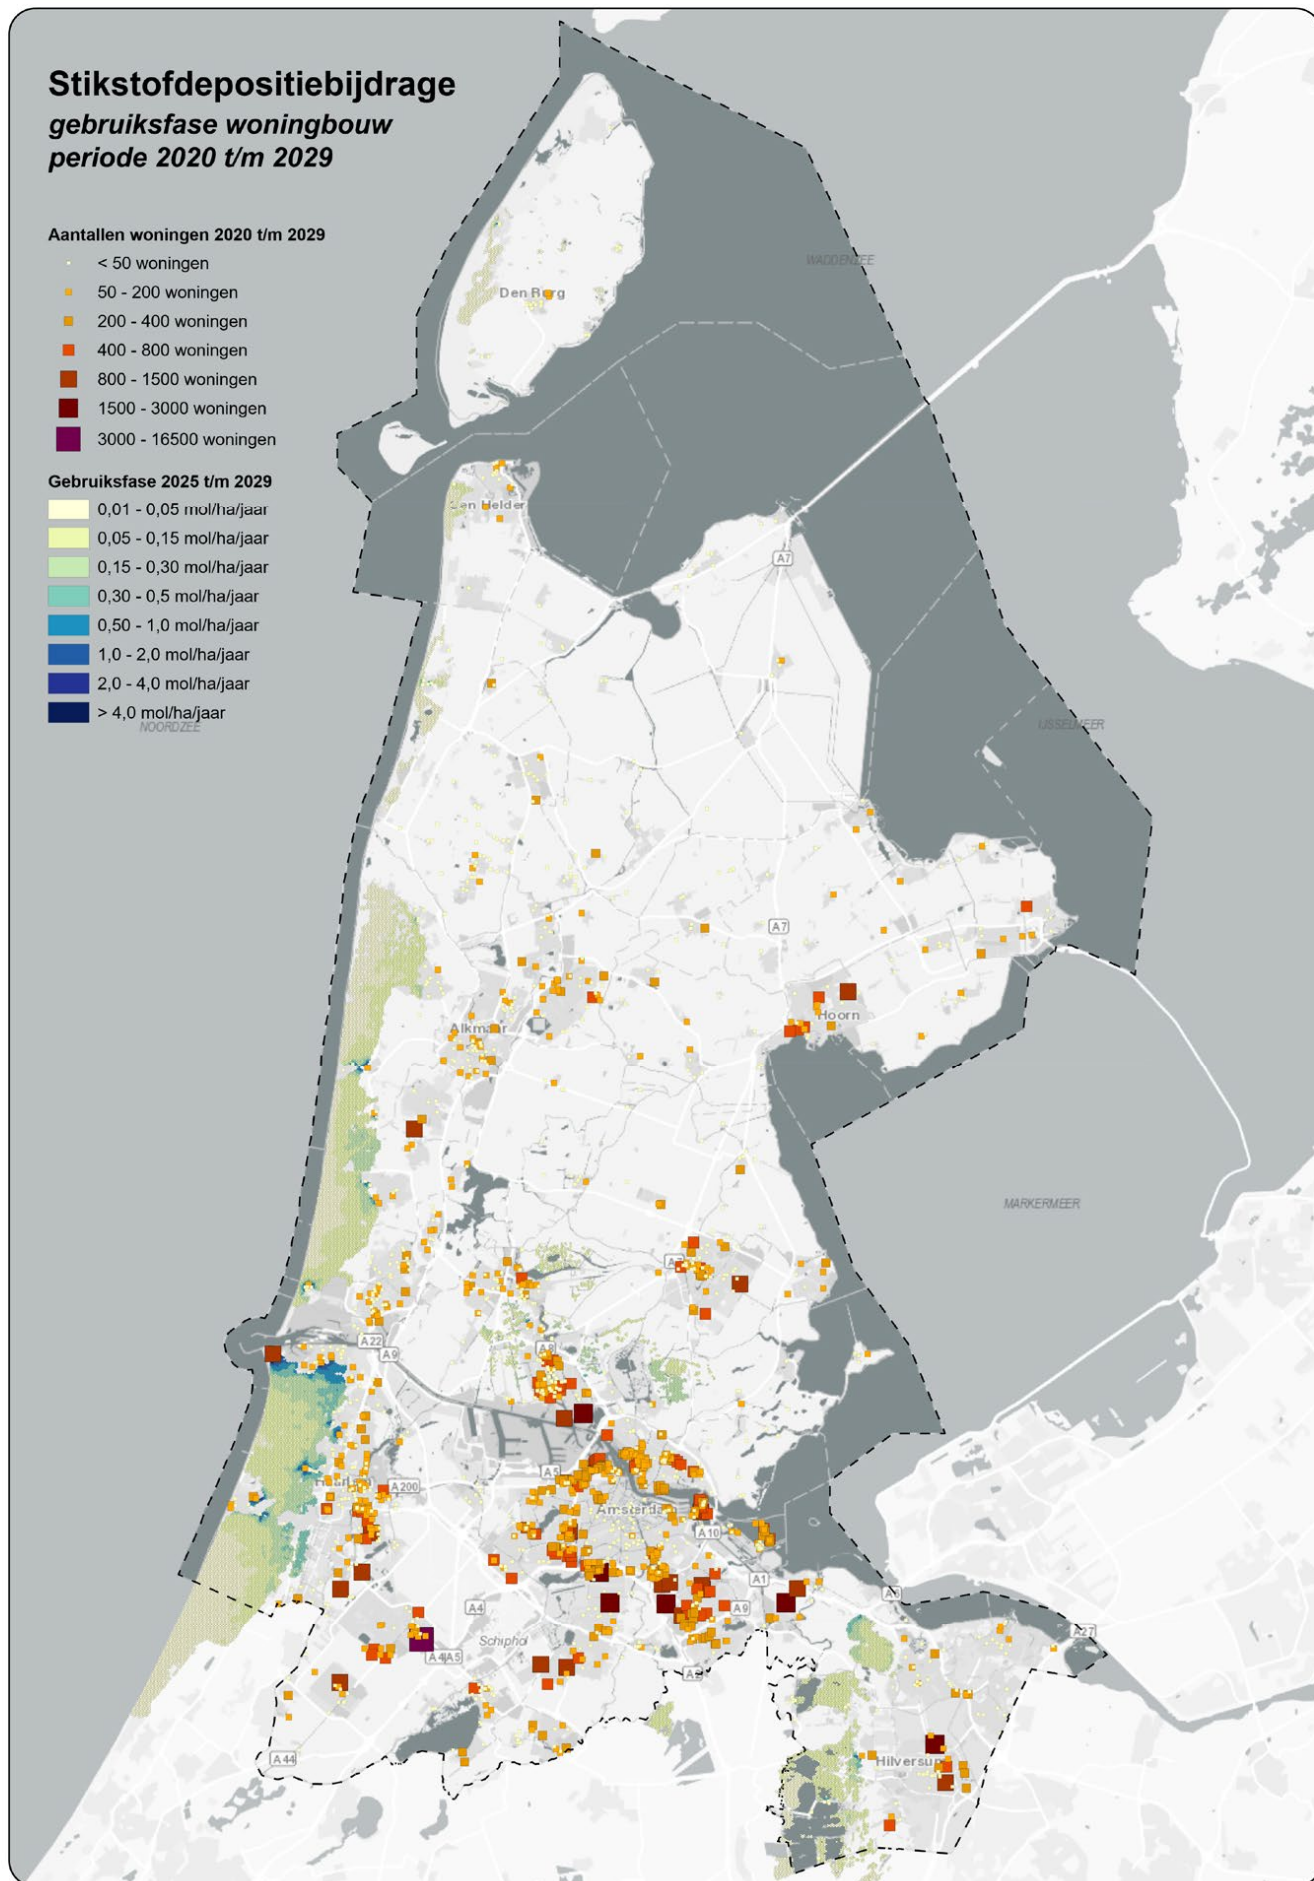 Stikstofdepositiebijdrage
gebruiksfase woningbouw
periode 2020 t/m 2029
Aantallen woningen 2020 t/m 2029
< 50 woningen
50 - 200 woningen
200 - 400 woningen
400 - 800 woningen
800 - 1500 woningen
1500 - 3000 woningen
3000 - 16500 woningen
Gebruiksfase 2025 t/m 2029
0,01 - 0,05 mol/ha/jaar
0,05 - 0,15 mol/ha/jaar
0,15 - 0,30 mol/ha/jaar
0,30 - 0,5 mol/ha/jaar
0,50 - 1,0 mol/ha/jaar
1,0 - 2,0 mol/ha/jaar
2,0 - 4,0 mol/ha/jaar
> 4,0 mol/ha/jaar
NOORDZEE
WADDENZEE
Den Burg
Den Helder
A7
IJSSELMEER
A7
Hoorn
Alkmaar
MARKERMEER
A7
A22
A9
A8
A5
A200
Amsterdam
A10
A1
A6
A4
A9
A27
Schiphol
A4/A5
A2
Hilversum
A44